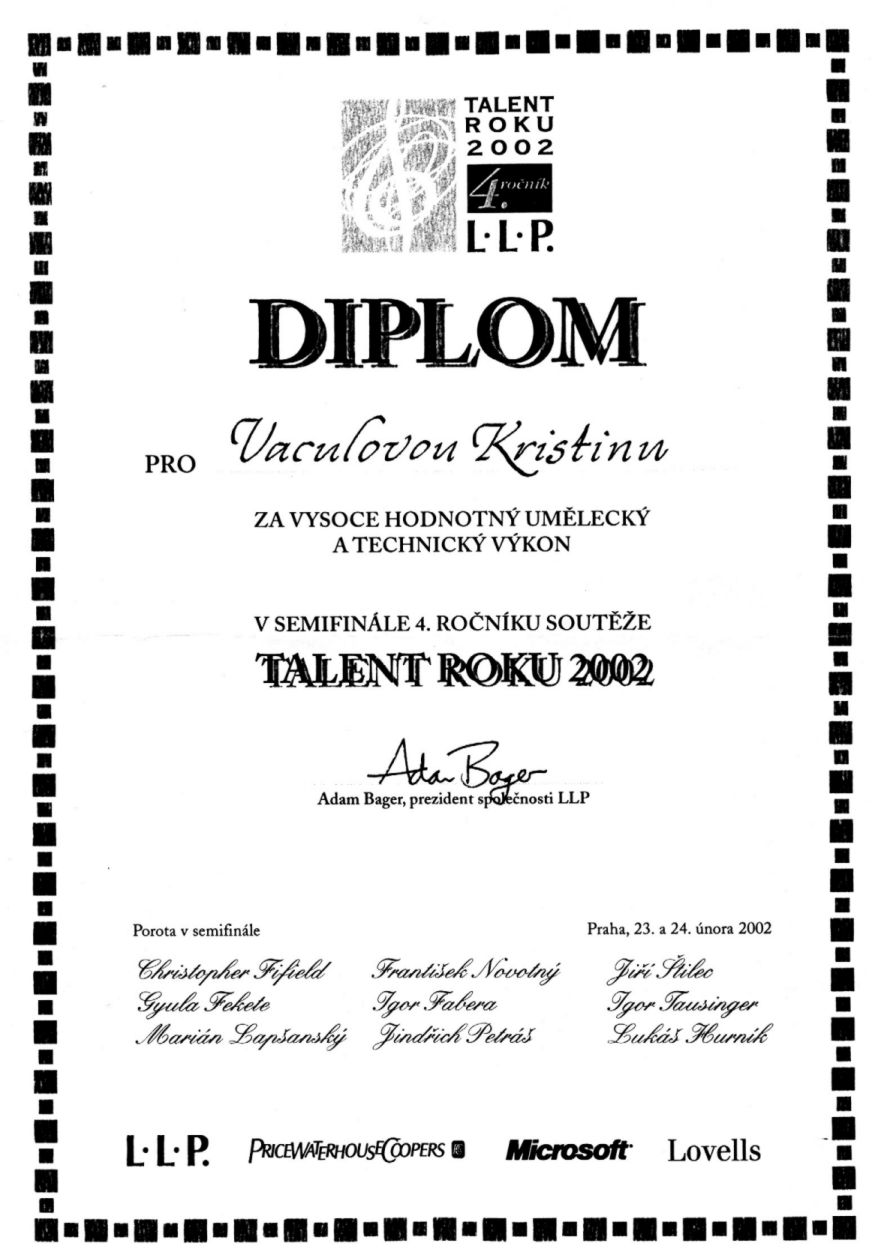 TALENT
ROKU
2002
4. ročník
L·L·P.
DIPLOM
PRO Vaculovou Kristinu
ZA VYSOCE HODNOTNÝ UMĚLECKÝ
A TECHNICKÝ VÝKON
V SEMIFINÁLE 4. ROČNÍKU SOUTĚŽE
TALENT ROKU 2002
Adam Bager
Adam Bager, prezident společnosti LLP
Porota v semifinále
Praha, 23. a 24. února 2002
Christopher Fifield František Novotný Jiří Štilec
Gyula Fekete Igor Fabera Igor Tausinger
Marián Lapšanský Jindřich Petráš Lukáš Hurník
L·L·P. PRICEWATERHOUSECOOPERS Microsoft Lovells